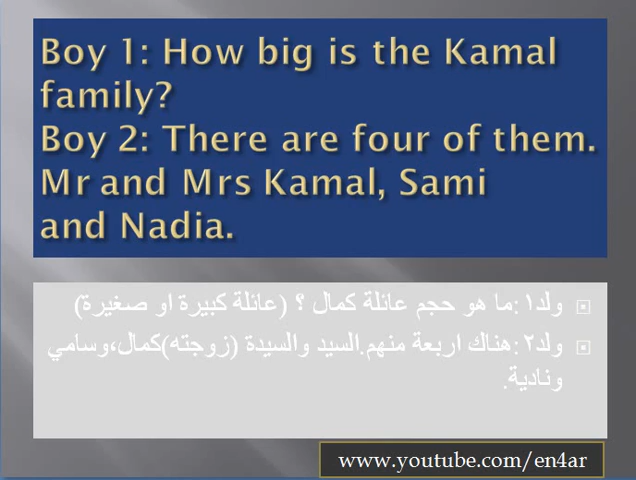 Boy 1: How big is the Kamal
family?
Boy 2: There are four of them.
Mr and Mrs Kamal, Sami
and Nadia.
ولد١:ما هو حجم عائلة كمال ؟ (عائلة كبيرة او صغيرة)
ولد٢:هناك اربعة منهم.السيد والسيدة (زوجته)كمال،وسامي
ونادية.
www.youtube.com/en4ar